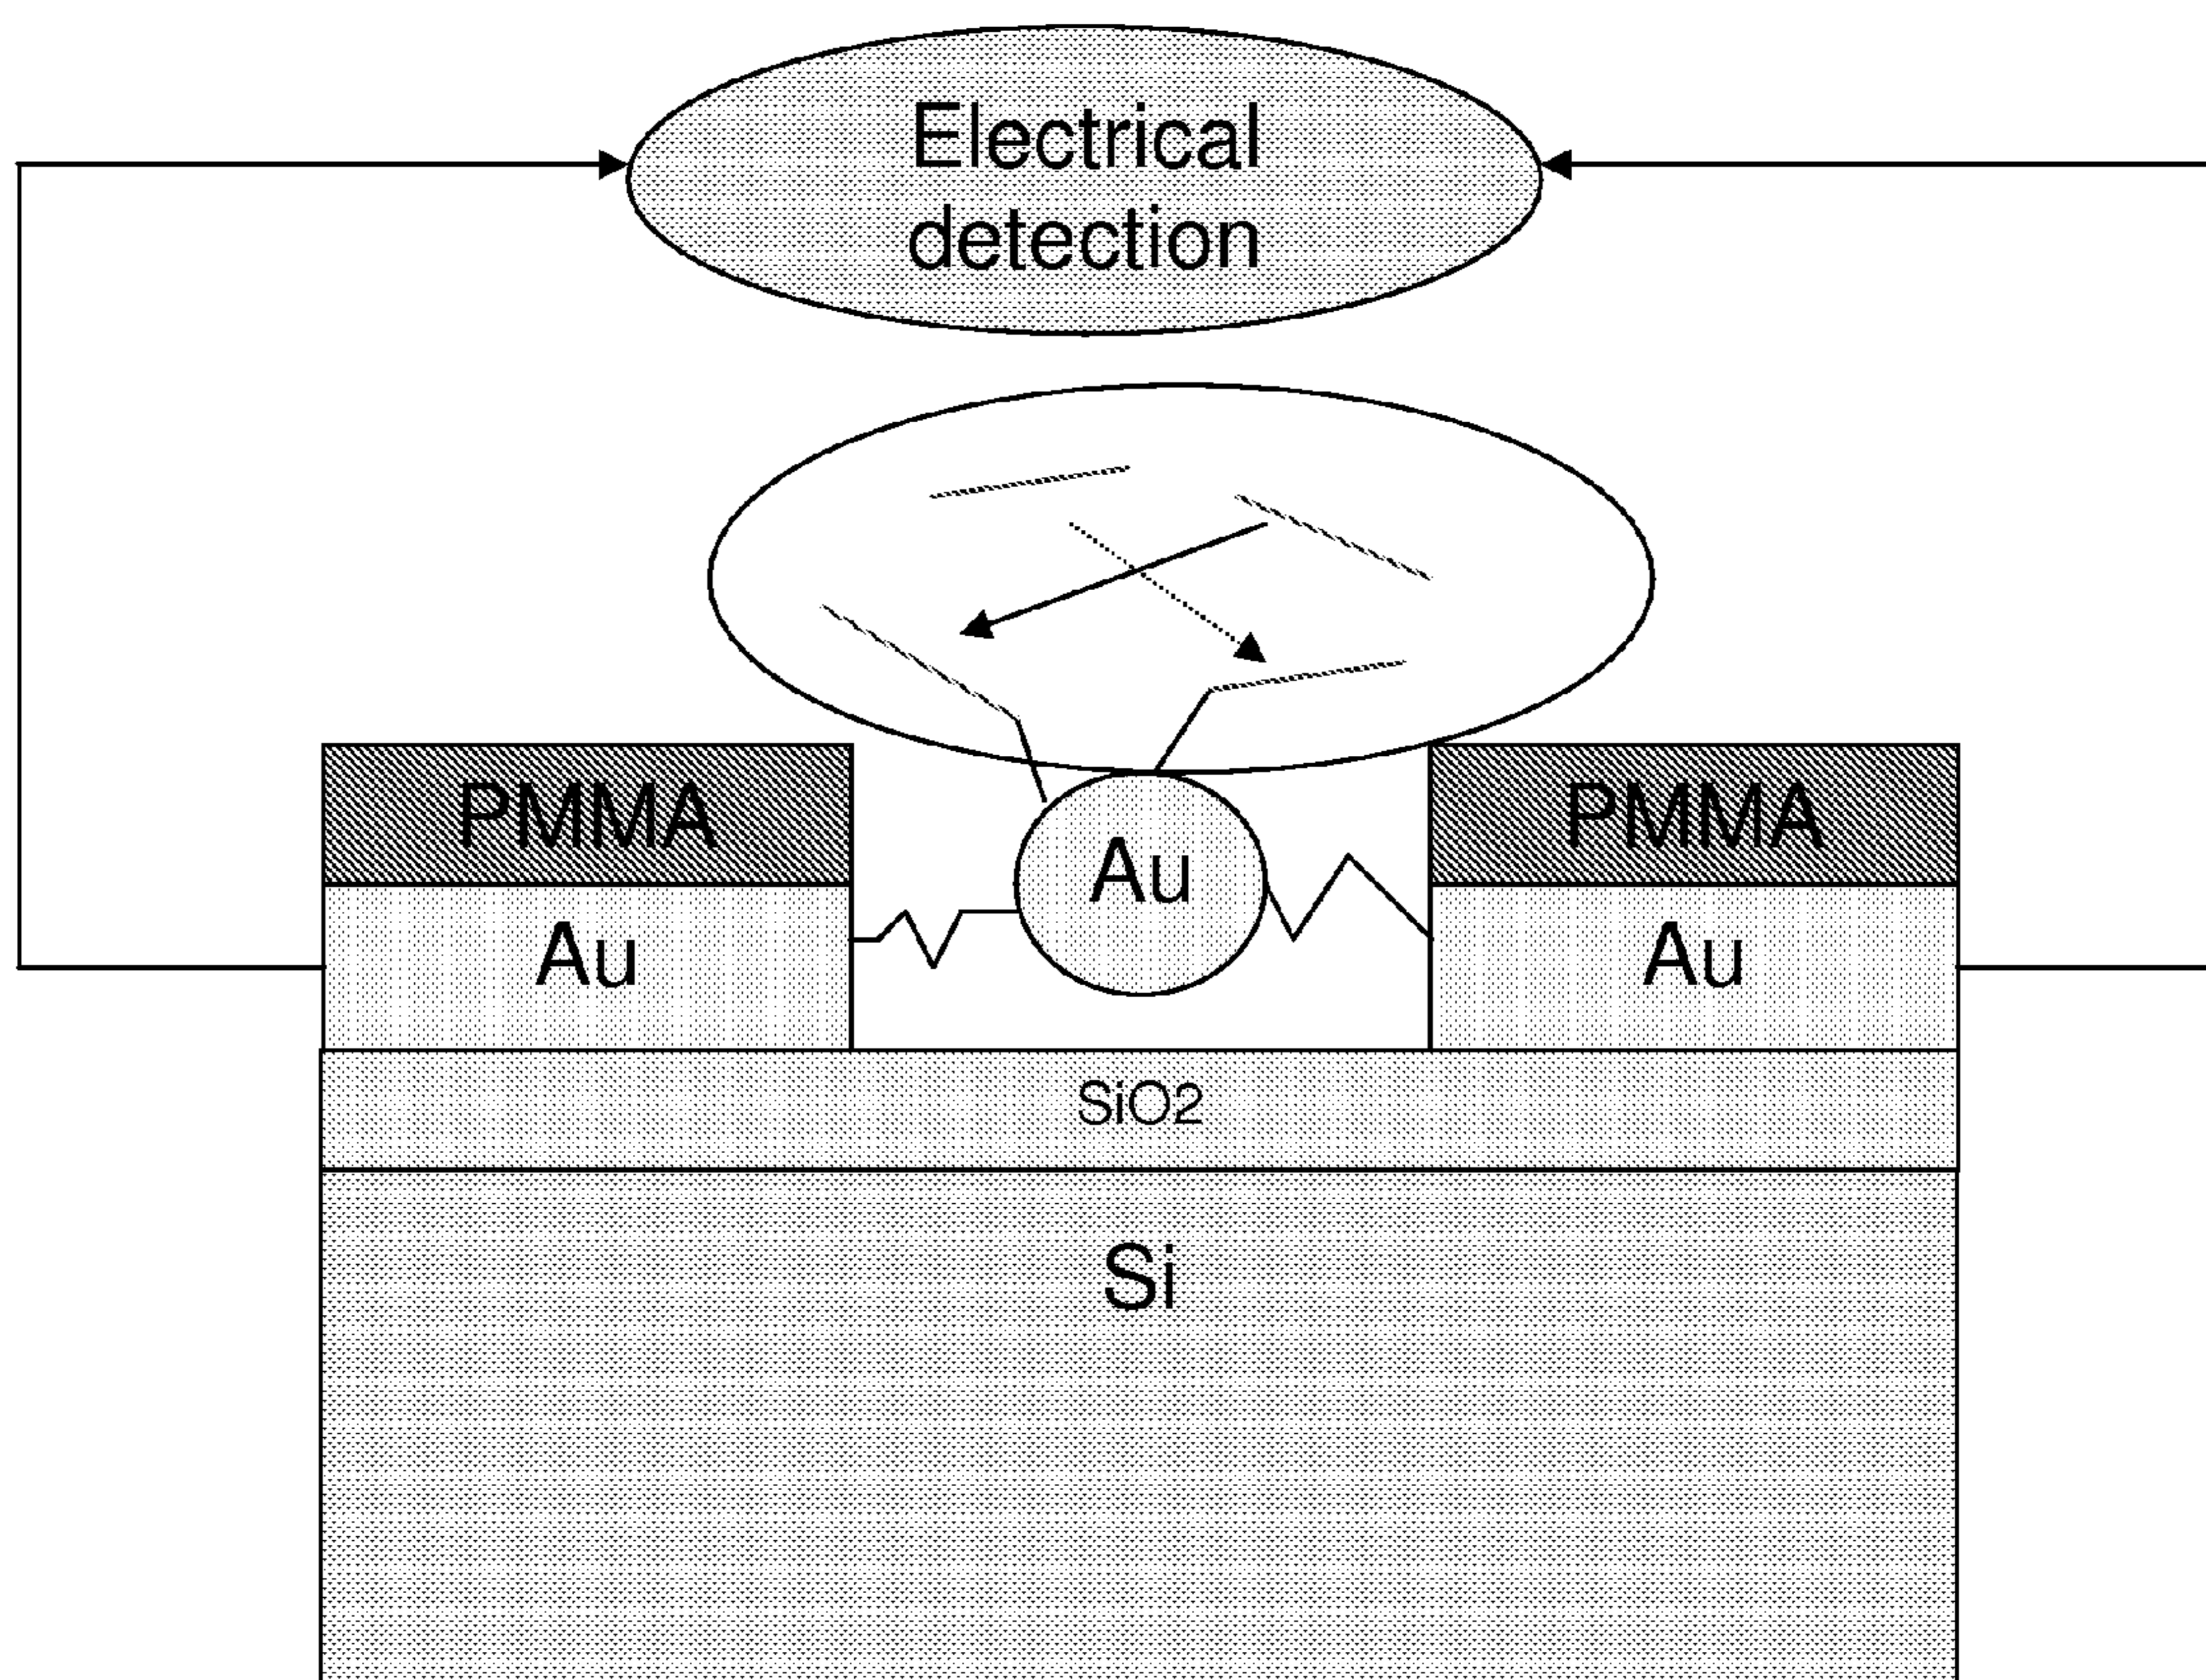 Electrical
detection
PMMA
PMMA
Au
Au
Au
SiO2
Si